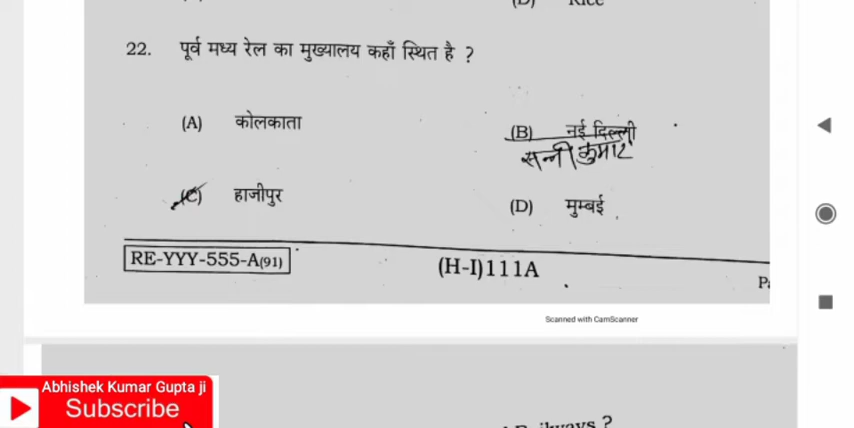 (D) Rice
22. पूर्व मध्य रेल का मुख्यालय कहाँ स्थित है ?
(A) कोलकाता
(B) नई दिल्ली
सन्नी कुमार
(C) हाजीपुर
(D) मुम्बई
RE-YYY-555-A(91)
(H-I)111A
Scanned with CamScanner
Abhishek Kumar Gupta ji
Subscribe